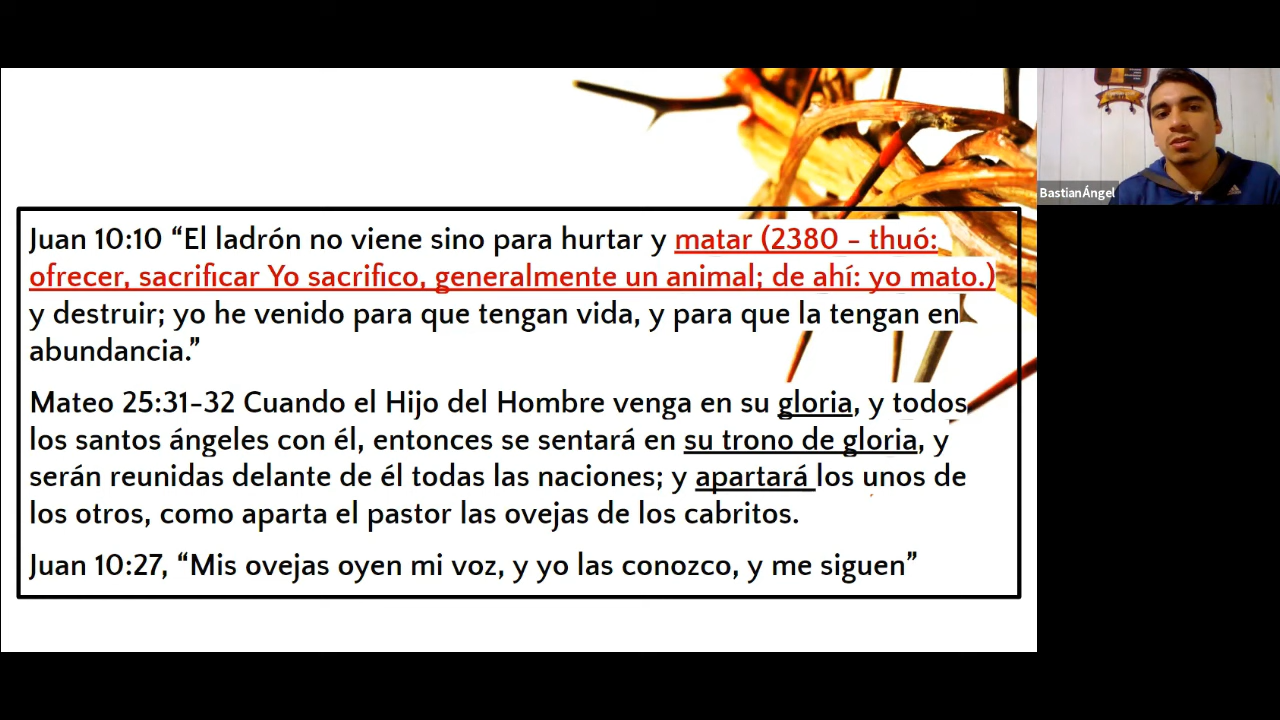 Juan 10:10 “El ladrón no viene sino para hurtar y matar (2380 – thuó:
ofrecer, sacrificar Yo sacrifico, generalmente un animal; de ahí: yo mato.)
y destruir; yo he venido para que tengan vida, y para que la tengan en
abundancia.”
Mateo 25:31-32 Cuando el Hijo del Hombre venga en su gloria, y todos
los santos ángeles con él, entonces se sentará en su trono de gloria, y
serán reunidas delante de él todas las naciones; y apartará los unos de
los otros, como aparta el pastor las ovejas de los cabritos.
Juan 10:27, “Mis ovejas oyen mi voz, y yo las conozco, y me siguen”
BastianÁngel